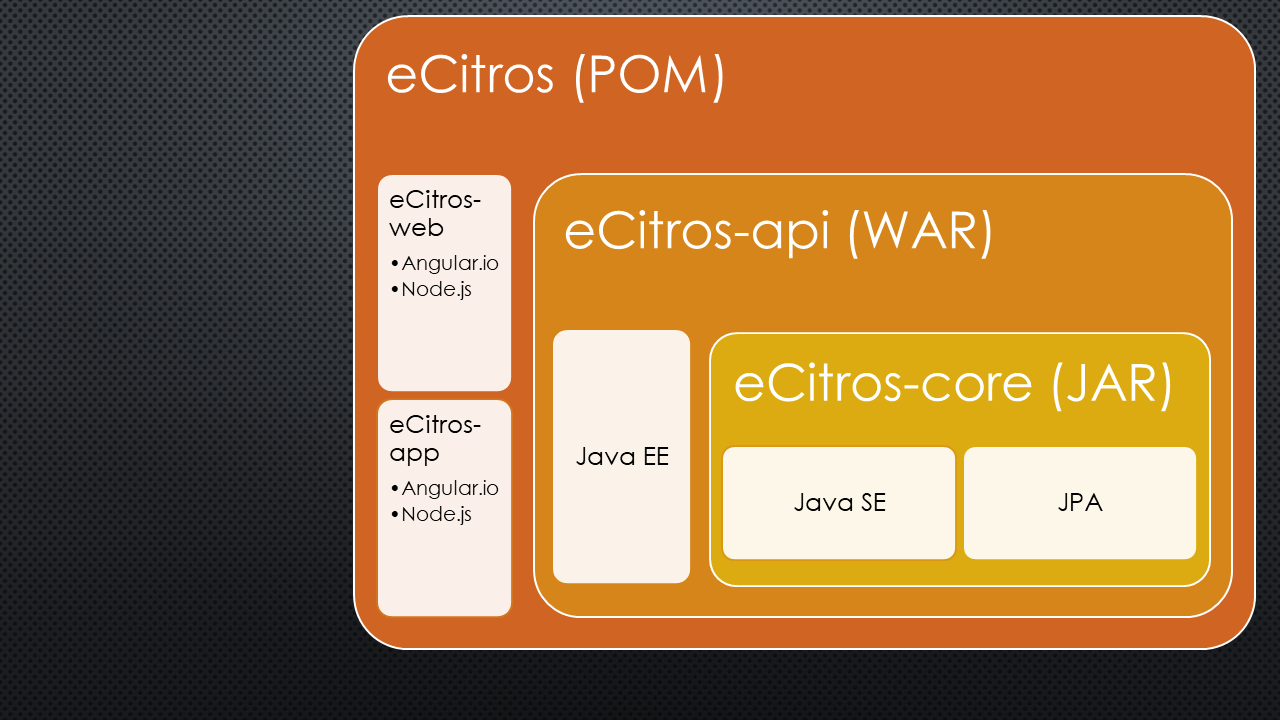 eCitros (POM)
eCitros-
web
•Angular.io
•Node.js
eCitros-
app
•Angular.io
•Node.js
eCitros-api (WAR)
Java EE
eCitros-core (JAR)
Java SE
JPA